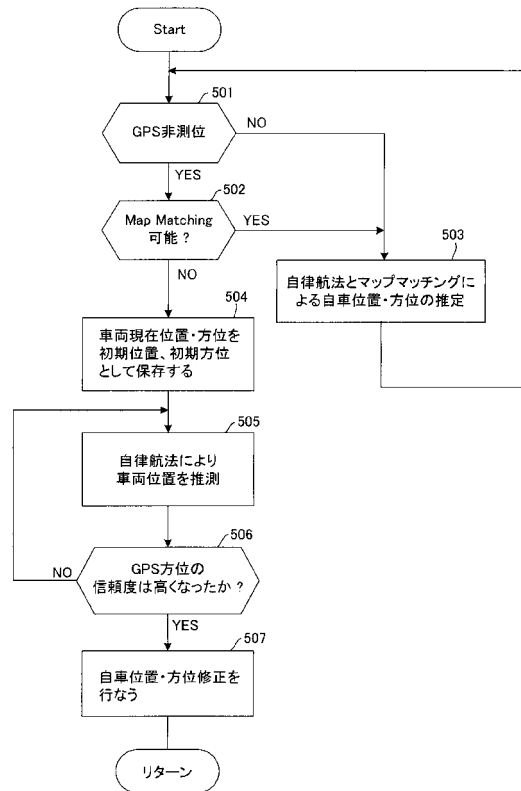 Start
501
GPS非測位
NO
YES
502
Map Matching
可能 ?
YES
NO
503
自律航法とマップマッチングに
よる自車位置・方位の推定
504
車両現在位置・方位を
初期位置、初期方位
として保存する
505
自律航法により
車両位置を推測
506
GPS方位の
信頼度は高くなったか ?
NO
YES
507
自車位置・方位修正を
行なう
リターン